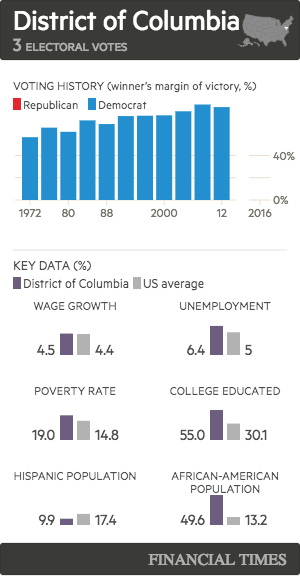 District of Columbia
3 ELECTORAL VOTES
VOTING HISTORY (winner's margin of victory, %)
Republican Democrat
40%
0%
1972 80 88 2000 12 2016
KEY DATA (%)
District of Columbia US average
WAGE GROWTH UNEMPLOYMENT
4.5 4.4 6.4 5
POVERTY RATE COLLEGE EDUCATED
19.0 14.8 55.0 30.1
HISPANIC POPULATION AFRICAN-AMERICAN
POPULATION
9.9 17.4 49.6 13.2
FINANCIAL TIMES